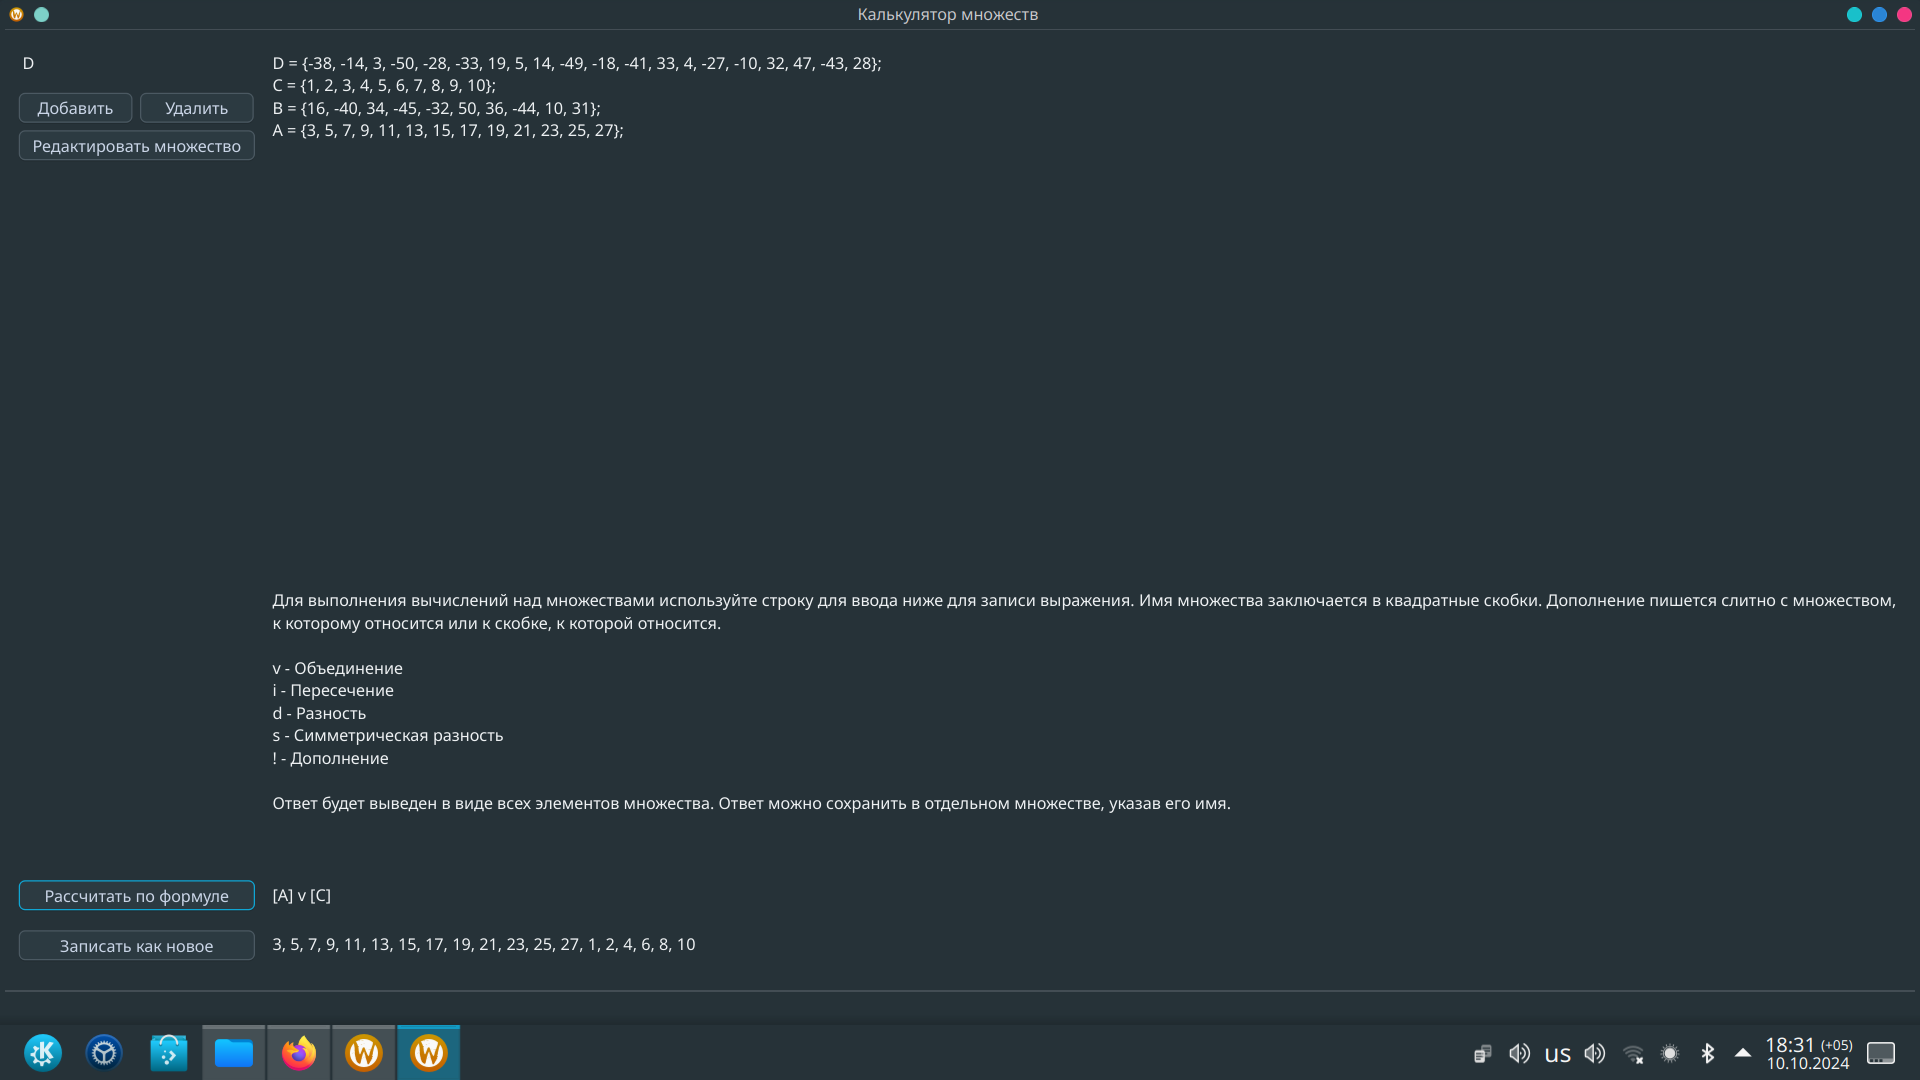 Калькулятор множеств
D
D = {-38, -14, 3, -50, -28, -33, 19, 5, 14, -49, -18, -41, 33, 4, -27, -10, 32, 47, -43, 28};
C = {1, 2, 3, 4, 5, 6, 7, 8, 9, 10};
B = {16, -40, 34, -45, -32, 50, 36, -44, 10, 31};
A = {3, 5, 7, 9, 11, 13, 15, 17, 19, 21, 23, 25, 27};
Добавить
Удалить
Редактировать множество
Для выполнения вычислений над множествами используйте строку для ввода ниже для записи выражения. Имя множества заключается в квадратные скобки. Дополнение пишется слитно с множеством,
к которому относится или к скобке, к которой относится.
v - Объединение
i - Пересечение
d - Разность
s - Симметрическая разность
! - Дополнение
Ответ будет выведен в виде всех элементов множества. Ответ можно сохранить в отдельном множестве, указав его имя.
Рассчитать по формуле
[A] v [C]
Записать как новое
3, 5, 7, 9, 11, 13, 15, 17, 19, 21, 23, 25, 27, 1, 2, 4, 6, 8, 10
us
18:31 (+05)
10.10.2024